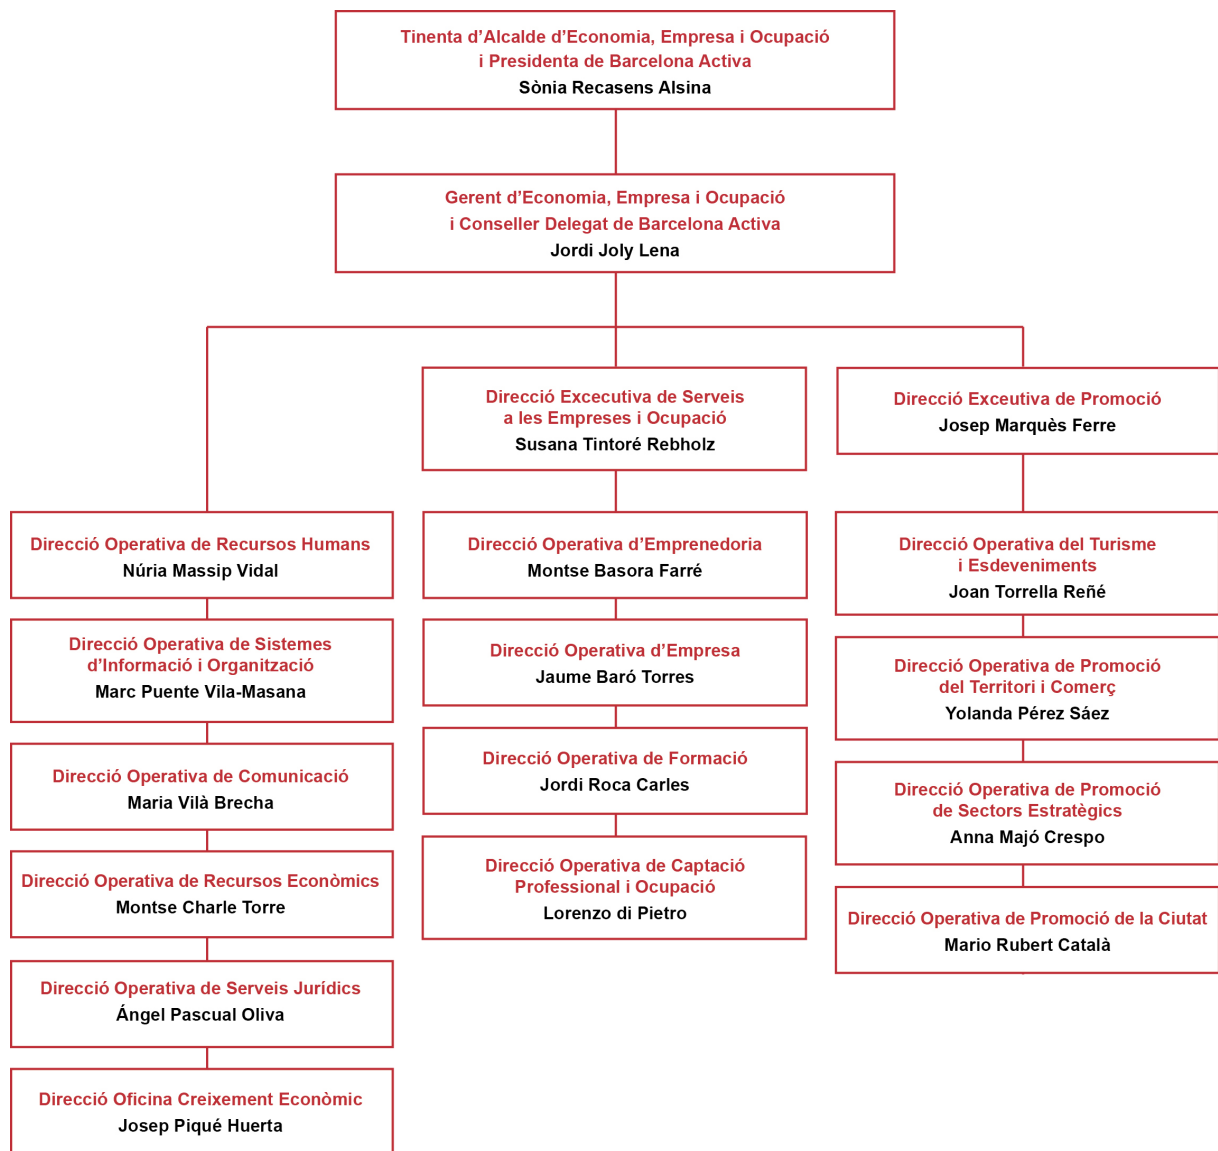 Tinenta d’Alcalde d’Economia, Empresa i Ocupació
i Presidenta de Barcelona Activa
Sònia Recasens Alsina
Gerent d’Economia, Empresa i Ocupació
i Conseller Delegat de Barcelona Activa
Jordi Joly Lena
Direcció Excecutiva de Serveis
a les Empreses i Ocupació
Susana Tintoré Rebholz
Direcció Exceutiva de Promoció
Josep Marquès Ferre
Direcció Operativa de Recursos Humans
Núria Massip Vidal
Direcció Operativa de Sistemes
d’Informació i Organització
Marc Puente Vila-Masana
Direcció Operativa de Comunicació
Maria Vilà Brecha
Direcció Operativa de Recursos Econòmics
Montse Charle Torre
Direcció Operativa de Serveis Jurídics
Ángel Pascual Oliva
Direcció Oficina Creixement Econòmic
Josep Piqué Huerta
Direcció Operativa d’Emprenedoria
Montse Basora Farré
Direcció Operativa d’Empresa
Jaume Baró Torres
Direcció Operativa de Formació
Jordi Roca Carles
Direcció Operativa de Captació
Professional i Ocupació
Lorenzo di Pietro
Direcció Operativa del Turisme
i Esdeveniments
Joan Torrella Reñé
Direcció Operativa de Promoció
del Territori i Comerç
Yolanda Pérez Sáez
Direcció Operativa de Promoció
de Sectors Estratègics
Anna Majó Crespo
Direcció Operativa de Promoció de la Ciutat
Mario Rubert Català